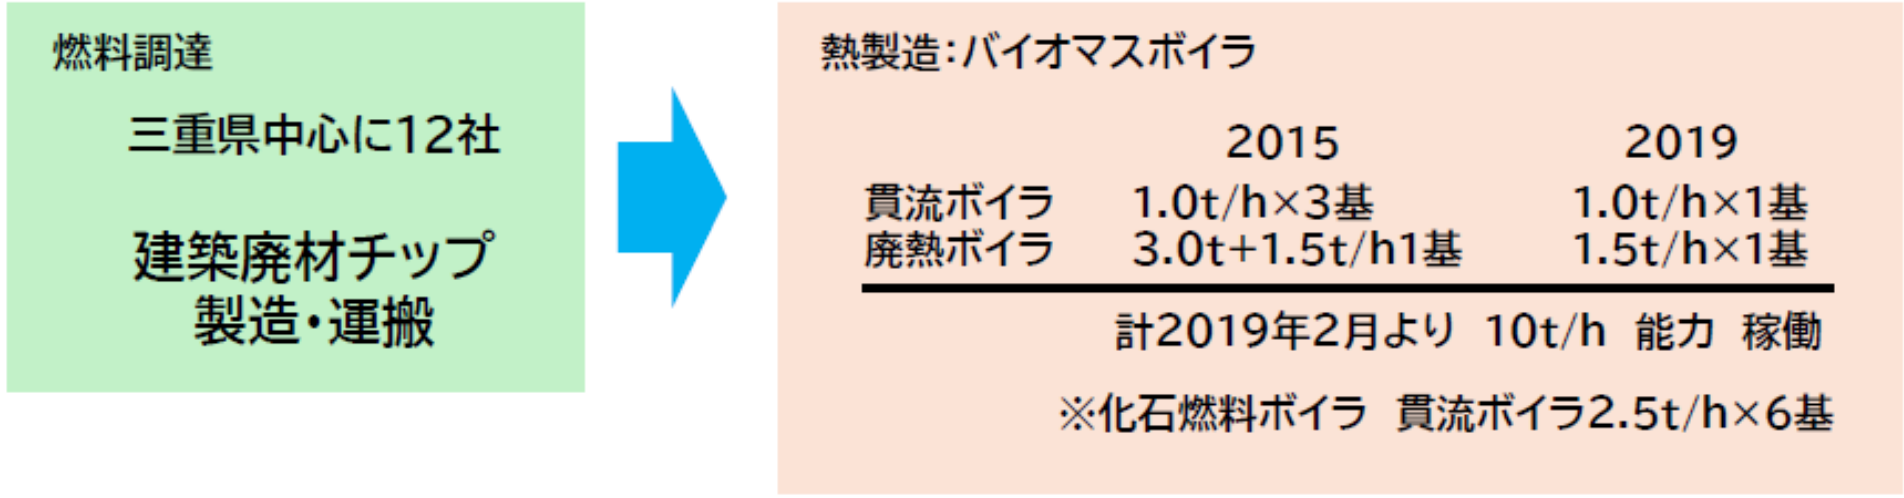 燃料調達
三重県中心に12社
建築廃材チップ
製造・運搬
熱製造：バイオマスボイラ
2015 2019
貫流ボイラ 1.0t/h×3基 1.0t/h×1基
廃熱ボイラ 3.0t+1.5t/h1基 1.5t/h×1基
計2019年2月より 10t/h 能力 稼働
※化石燃料ボイラ 貫流ボイラ2.5t/h×6基